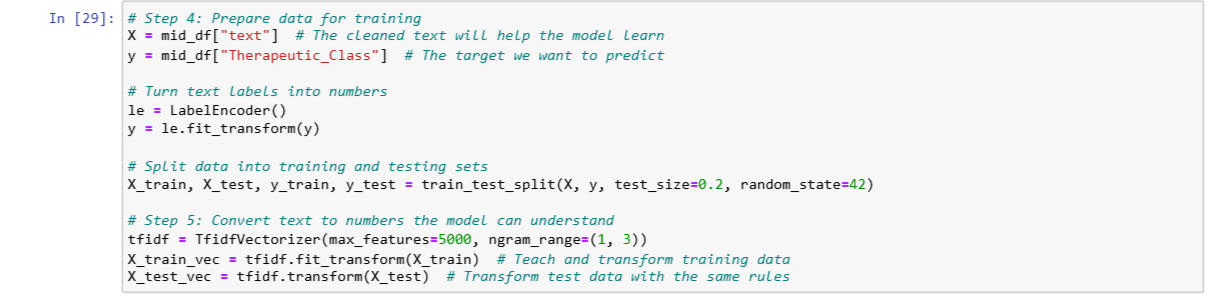 In [29]: # Step 4: Prepare data for training
X = mid_df["text"]  # The cleaned text will help the model learn
y = mid_df["Therapeutic_Class"]  # The target we want to predict

# Turn text labels into numbers
le = LabelEncoder()
y = le.fit_transform(y)

# Split data into training and testing sets
X_train, X_test, y_train, y_test = train_test_split(X, y, test_size=0.2, random_state=42)

# Step 5: Convert text to numbers the model can understand
tfidf = TfidfVectorizer(max_features=5000, ngram_range=(1, 3))
X_train_vec = tfidf.fit_transform(X_train)  # Teach and transform training data
X_test_vec = tfidf.transform(X_test)  # Transform test data with the same rules